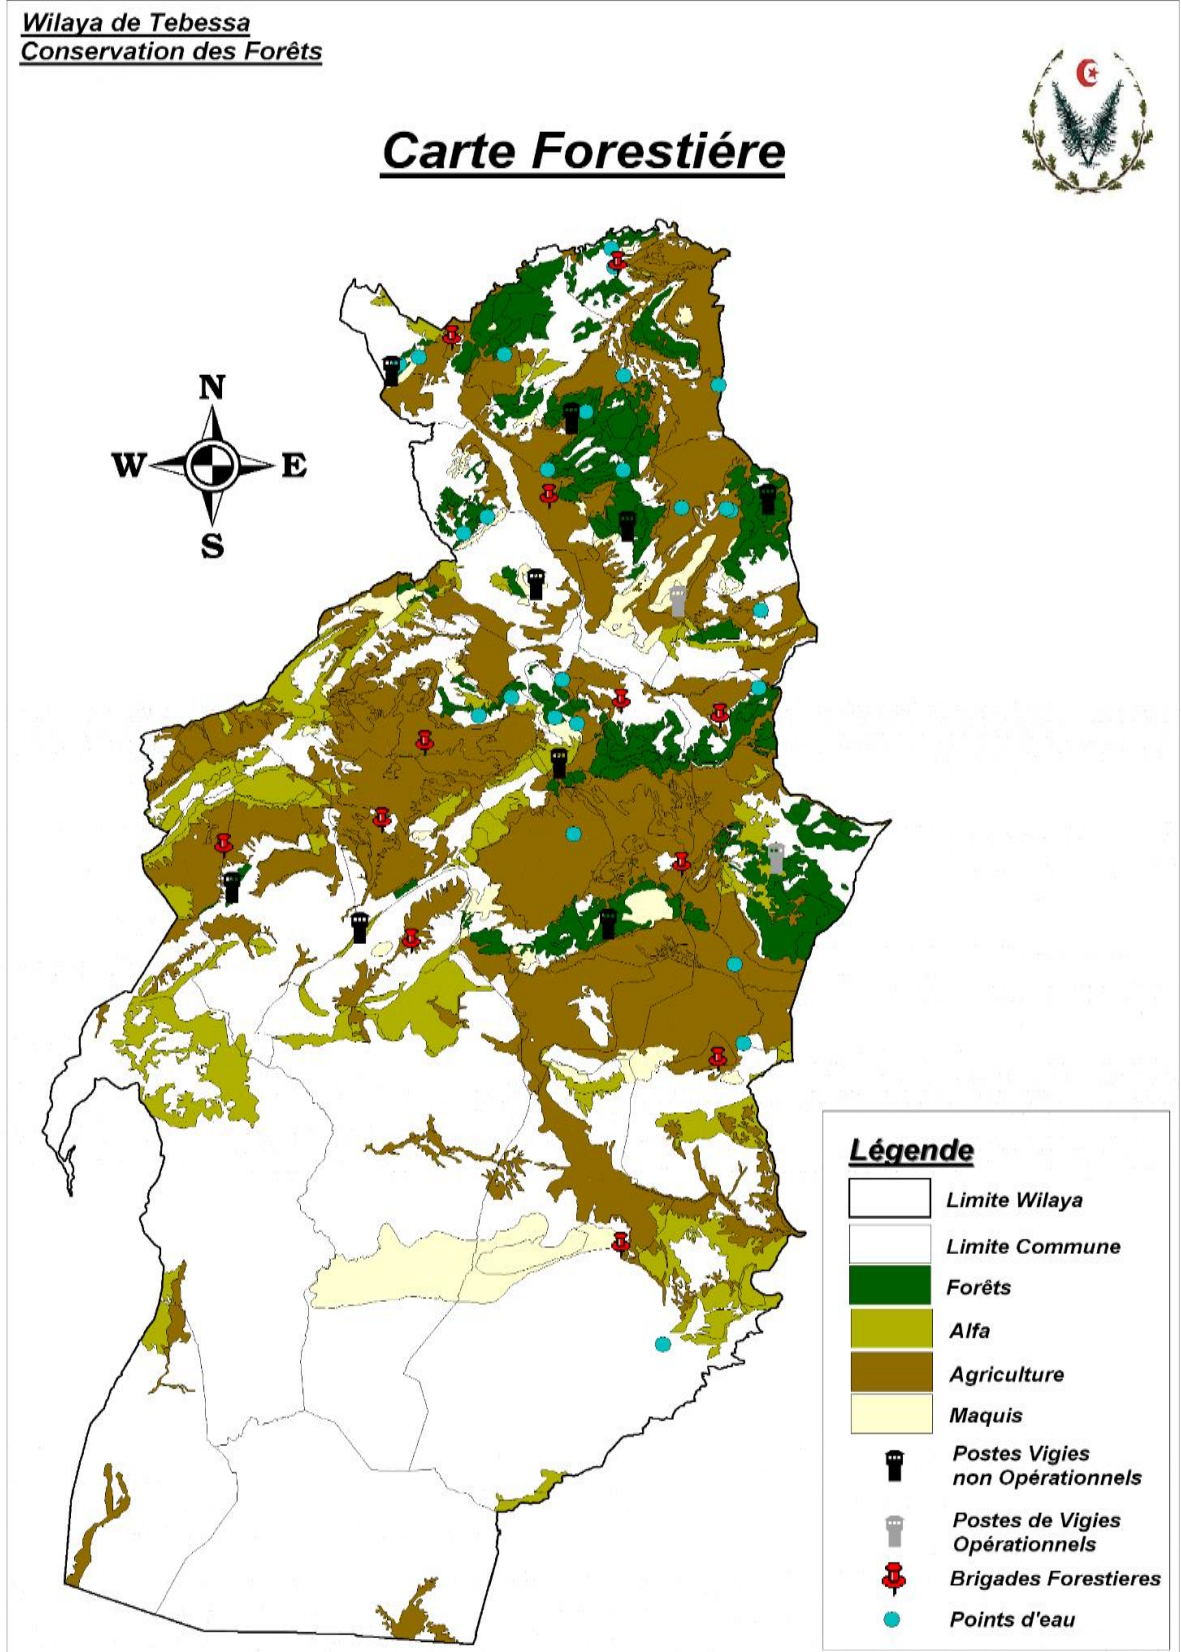 Wilaya de Tebessa
Conservation des Forêts
Carte Forestiére
N
W
E
S
Légende
Limite Wilaya
Limite Commune
Forêts
Alfa
Agriculture
Maquis
Postes Vigies
non Opérationnels
Postes de Vigies
Opérationnels
Brigades Forestieres
Points d'eau